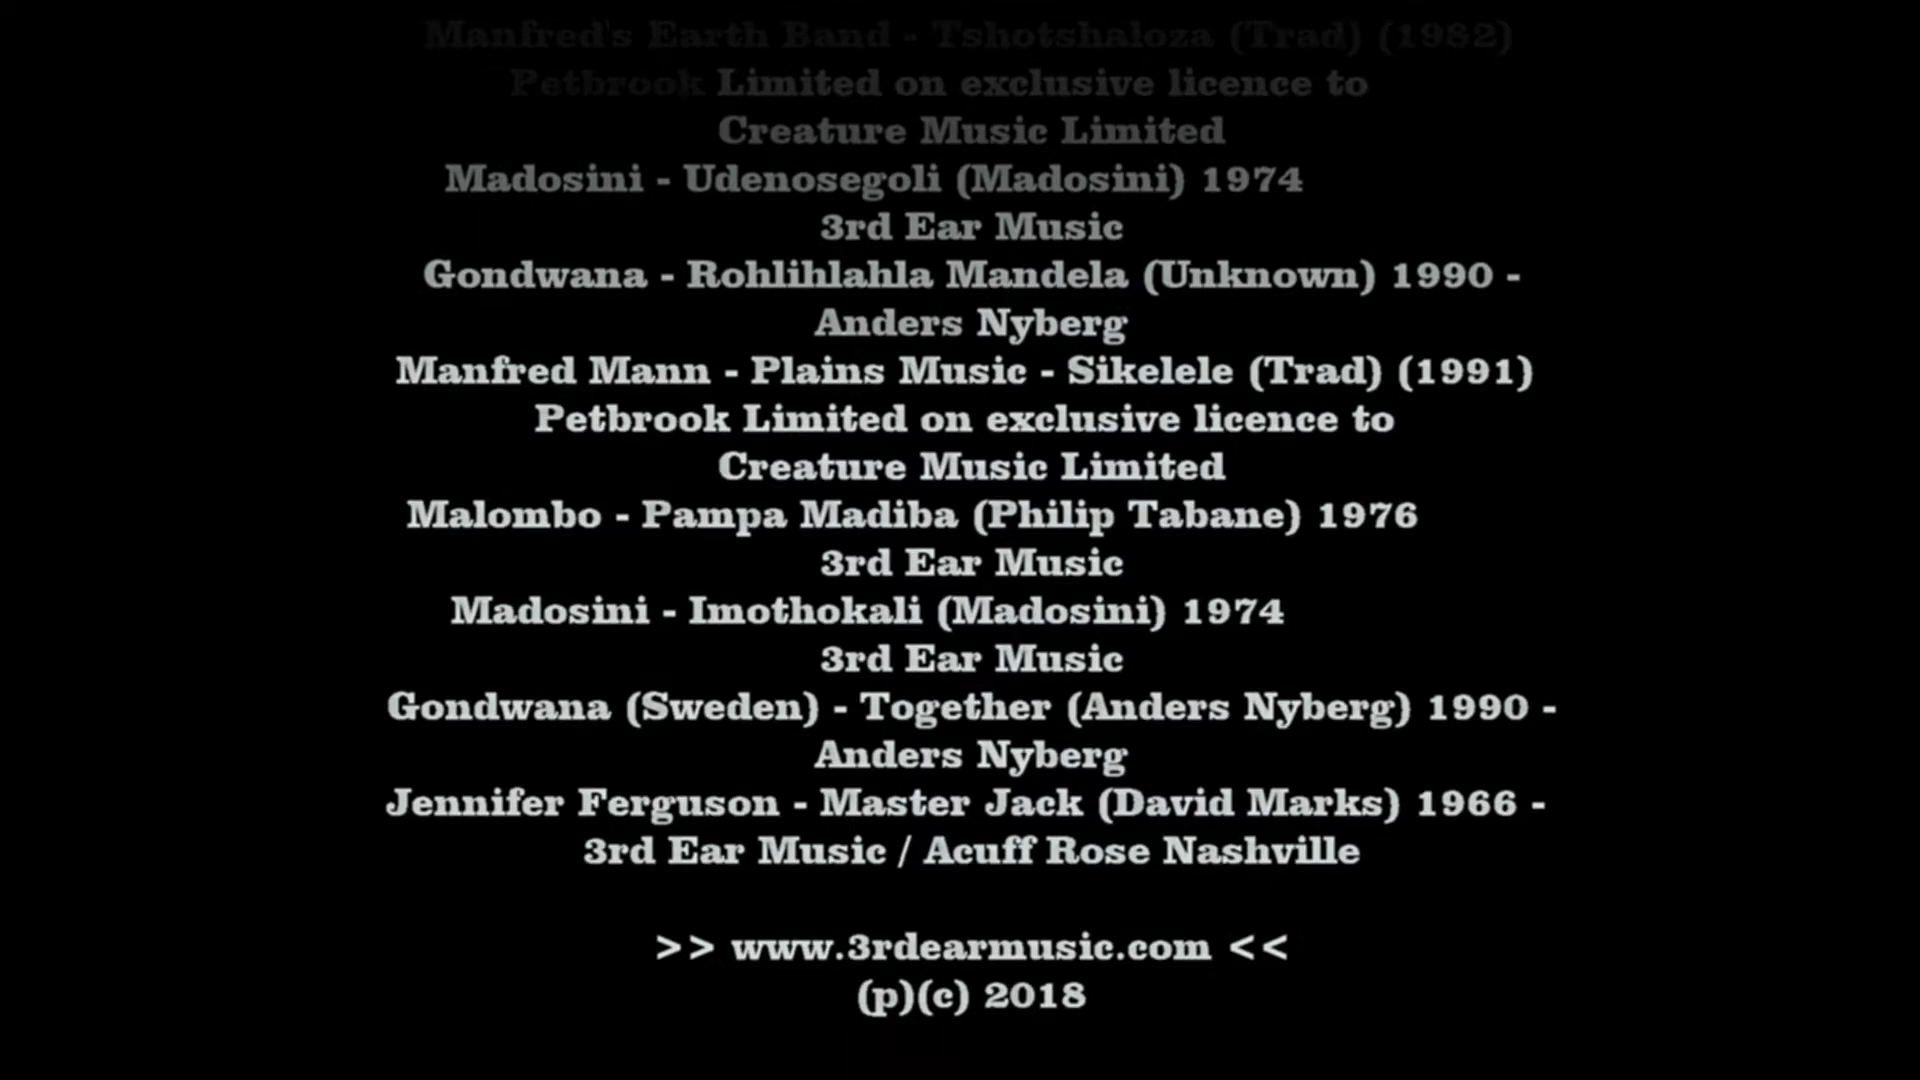 Manfred's Earth Band - Tshotshaloza (Trad) (1982)
Petbrook Limited on exclusive licence to
Creature Music Limited
Madosini - Udenosegoli (Madosini) 1974
3rd Ear Music
Gondwana - Rohlihlahla Mandela (Unknown) 1990 -
Anders Nyberg
Manfred Mann - Plains Music - Sikelele (Trad) (1991)
Petbrook Limited on exclusive licence to
Creature Music Limited
Malombo - Pampa Madiba (Philip Tabane) 1976
3rd Ear Music
Madosini - Imothokali (Madosini) 1974
3rd Ear Music
Gondwana (Sweden) - Together (Anders Nyberg) 1990 -
Anders Nyberg
Jennifer Ferguson - Master Jack (David Marks) 1966 -
3rd Ear Music / Acuff Rose Nashville
>> www.3rdearmusic.com <<
(p)(c) 2018